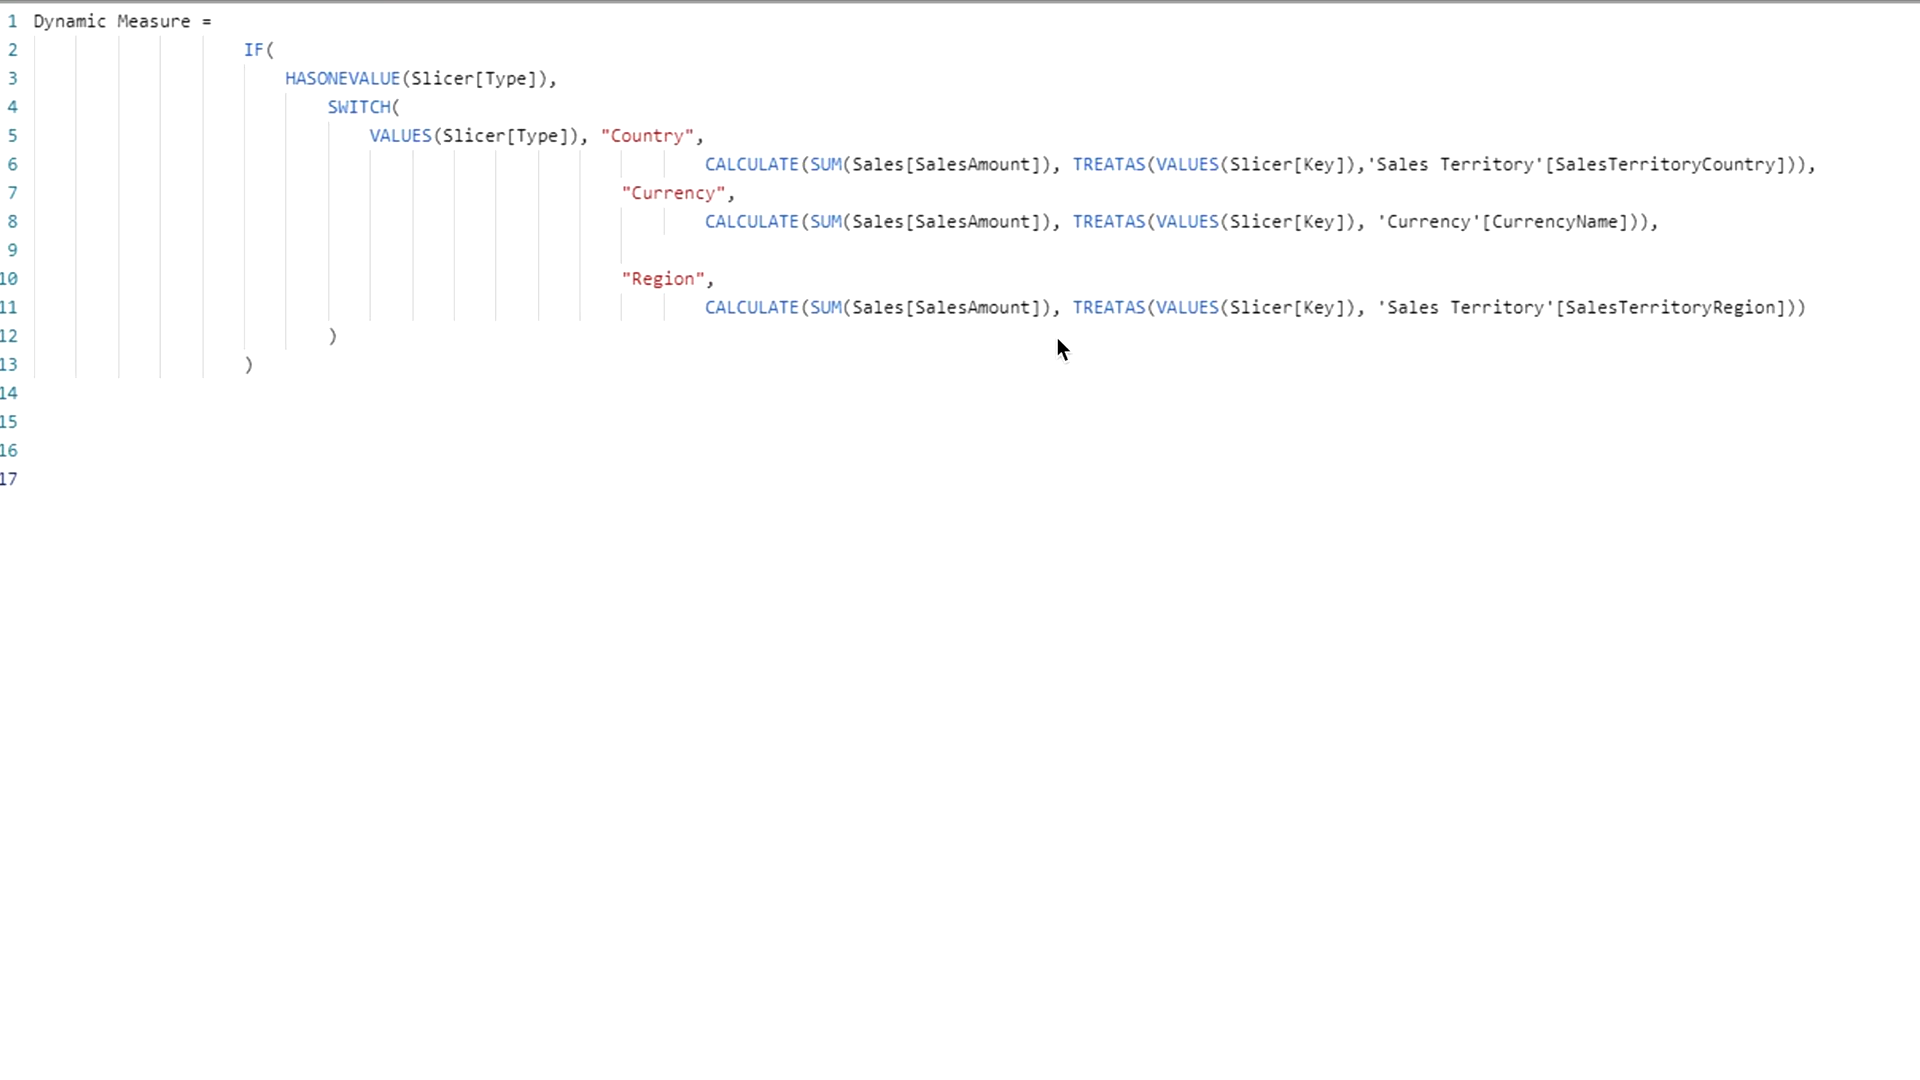 1 Dynamic Measure =
2 IF(
3 HASONEVALUE(Slicer[Type]),
4 SWITCH(
5 VALUES(Slicer[Type]), "Country",
6 CALCULATE(SUM(Sales[SalesAmount]), TREATAS(VALUES(Slicer[Key]),'Sales Territory'[SalesTerritoryCountry])),
7 "Currency",
8 CALCULATE(SUM(Sales[SalesAmount]), TREATAS(VALUES(Slicer[Key]), 'Currency'[CurrencyName])),
9
10 "Region",
11 CALCULATE(SUM(Sales[SalesAmount]), TREATAS(VALUES(Slicer[Key]), 'Sales Territory'[SalesTerritoryRegion]))
12 )
13 )
14
15
16
17